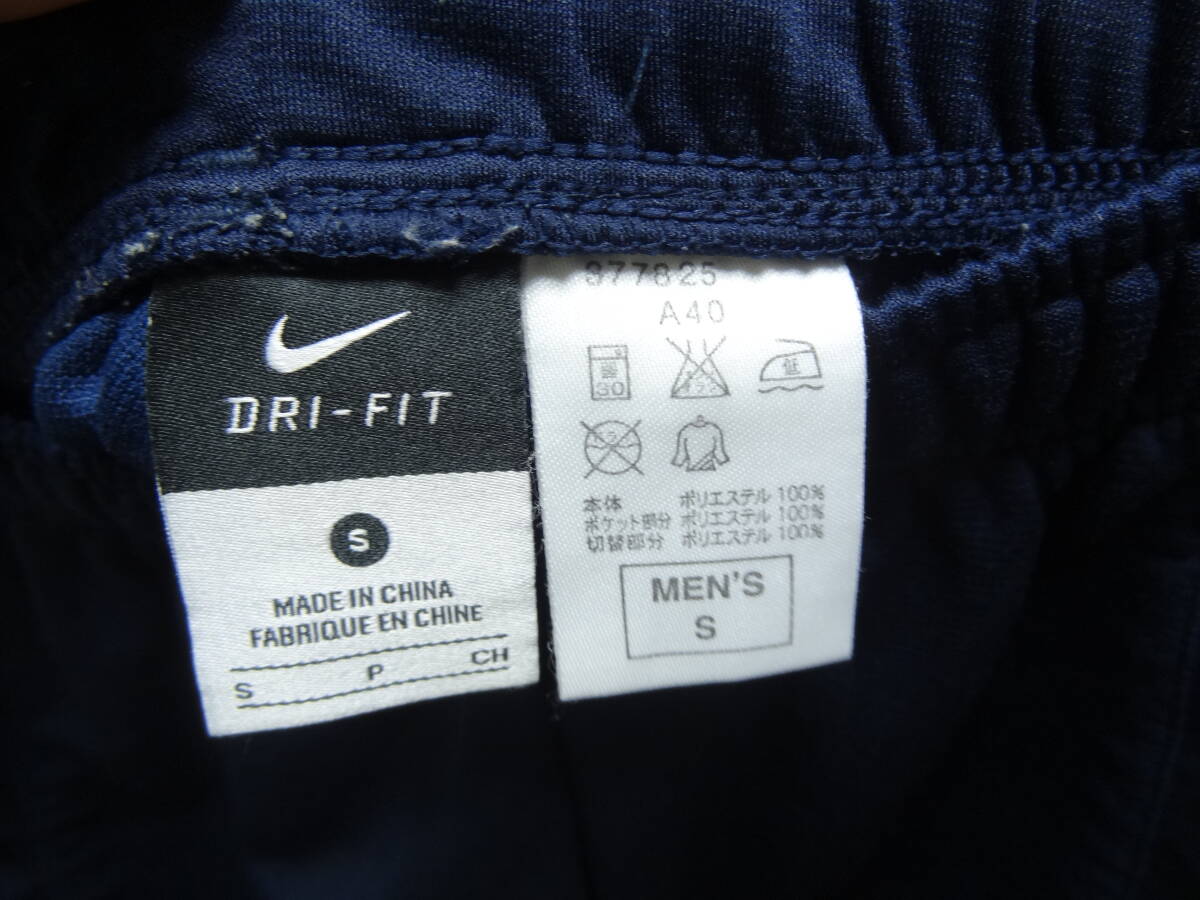 DRI-FIT
S
MADE IN CHINA
FABRIQUE EN CHINE
S P CH
377825
A40
30
低
本体 ポリエステル 100%
ポケット部分 ポリエステル 100%
切替部分 ポリエステル 100%
MEN'S
S